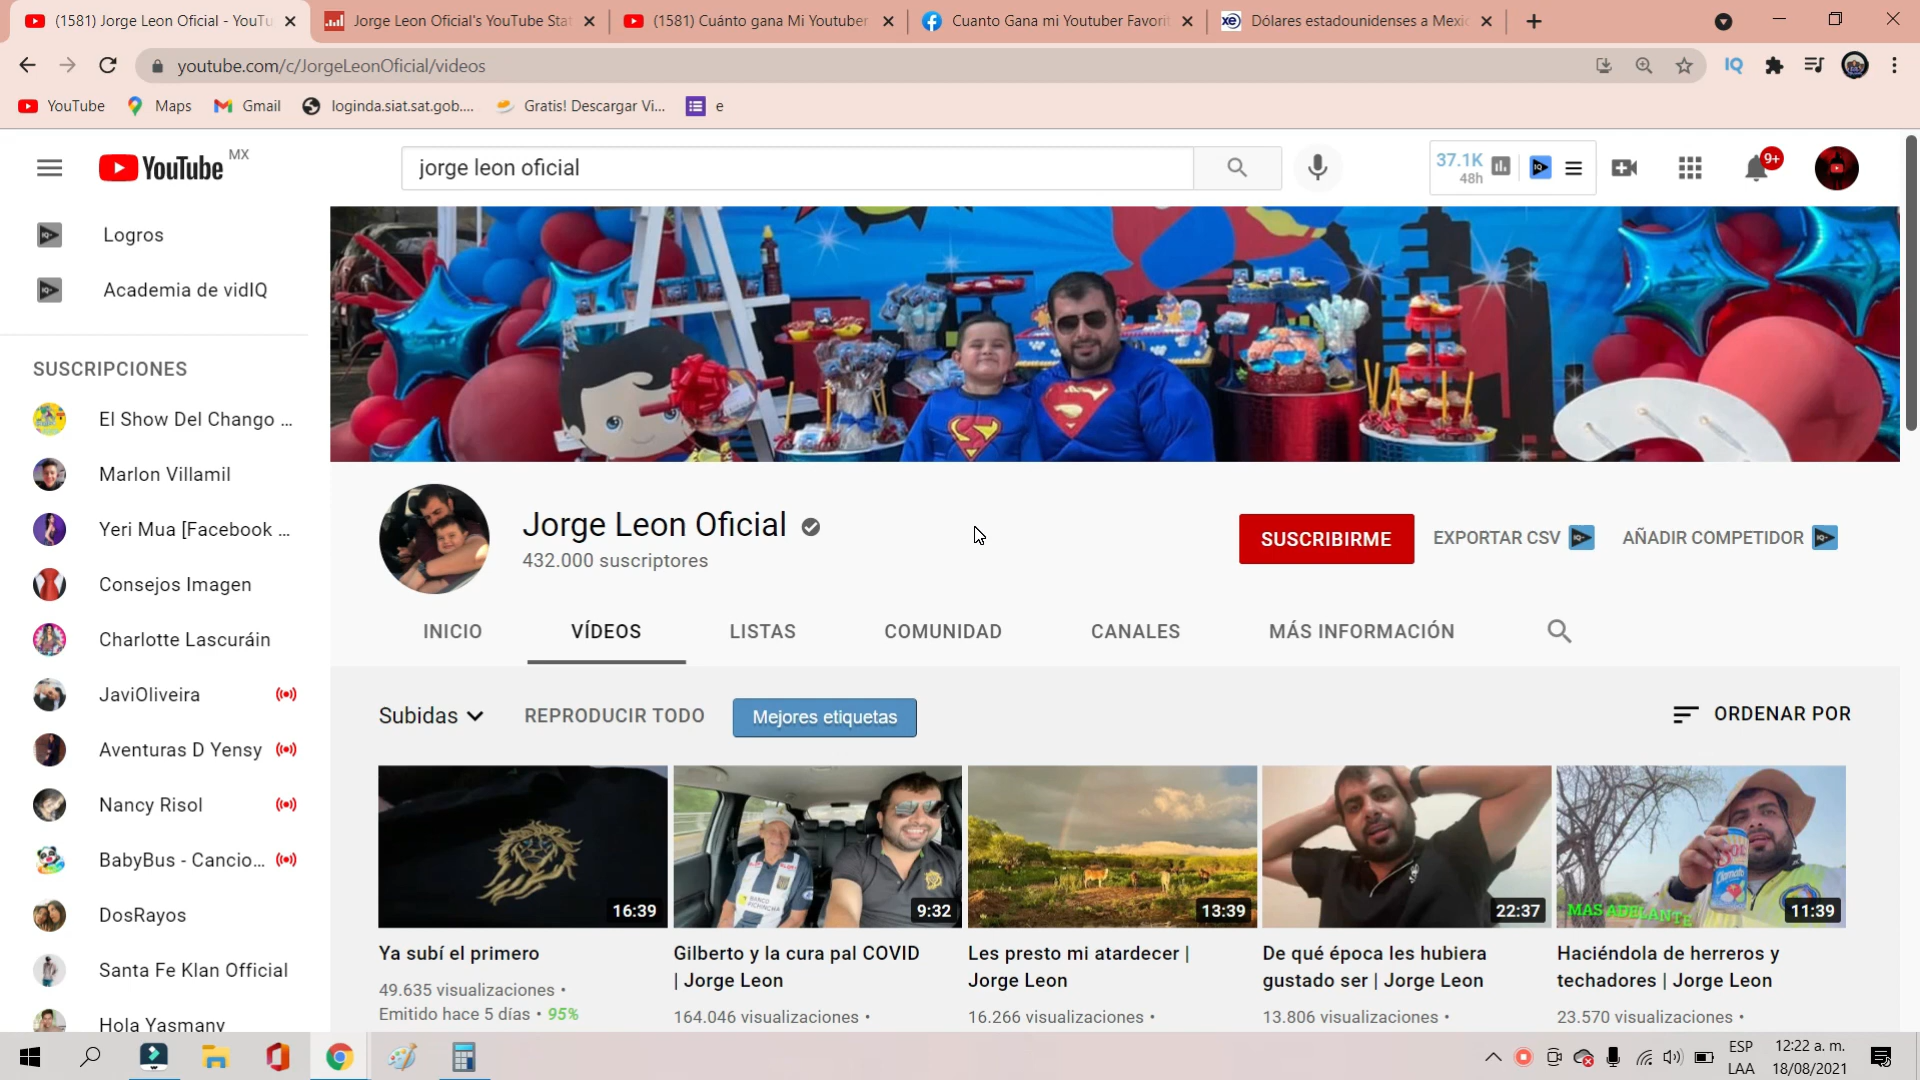 (1581) Jorge Leon Oficial - YouTu
Jorge Leon Oficial's YouTube Stat
(1581) Cuánto gana Mi Youtuber
Cuanto Gana mi Youtuber Favorit
Dólares estadounidenses a Mexic
youtube.com/c/JorgeLeonOficial/videos
IQ
YouTube
Maps
Gmail
loginda.siat.sat.gob....
Gratis! Descargar Vi...
e
YouTube MX
jorge leon oficial
37.1K
48h
9+
Logros
Academia de vidIQ
SUSCRIPCIONES
El Show Del Chango ...
Marlon Villamil
Yeri Mua [Facebook ...
Consejos Imagen
Charlotte Lascuráin
JaviOliveira
Aventuras D Yensy
Nancy Risol
BabyBus - Cancio...
DosRayos
Santa Fe Klan Official
Hola Yasmany
Jorge Leon Oficial
432.000 suscriptores
SUSCRIBIRME
EXPORTAR CSV
AÑADIR COMPETIDOR
INICIO
VÍDEOS
LISTAS
COMUNIDAD
CANALES
MÁS INFORMACIÓN
Subidas
REPRODUCIR TODO
Mejores etiquetas
ORDENAR POR
16:39
9:32
13:39
22:37
MAS ADELANTE
11:39
Ya subí el primero
49.635 visualizaciones •
Emitido hace 5 días • 95%
Gilberto y la cura pal COVID
| Jorge Leon
164.046 visualizaciones •
Les presto mi atardecer |
Jorge Leon
16.266 visualizaciones •
De qué época les hubiera
gustado ser | Jorge Leon
13.806 visualizaciones •
Haciéndola de herreros y
techadores | Jorge Leon
23.570 visualizaciones •
ESP
LAA
12:22 a. m.
18/08/2021